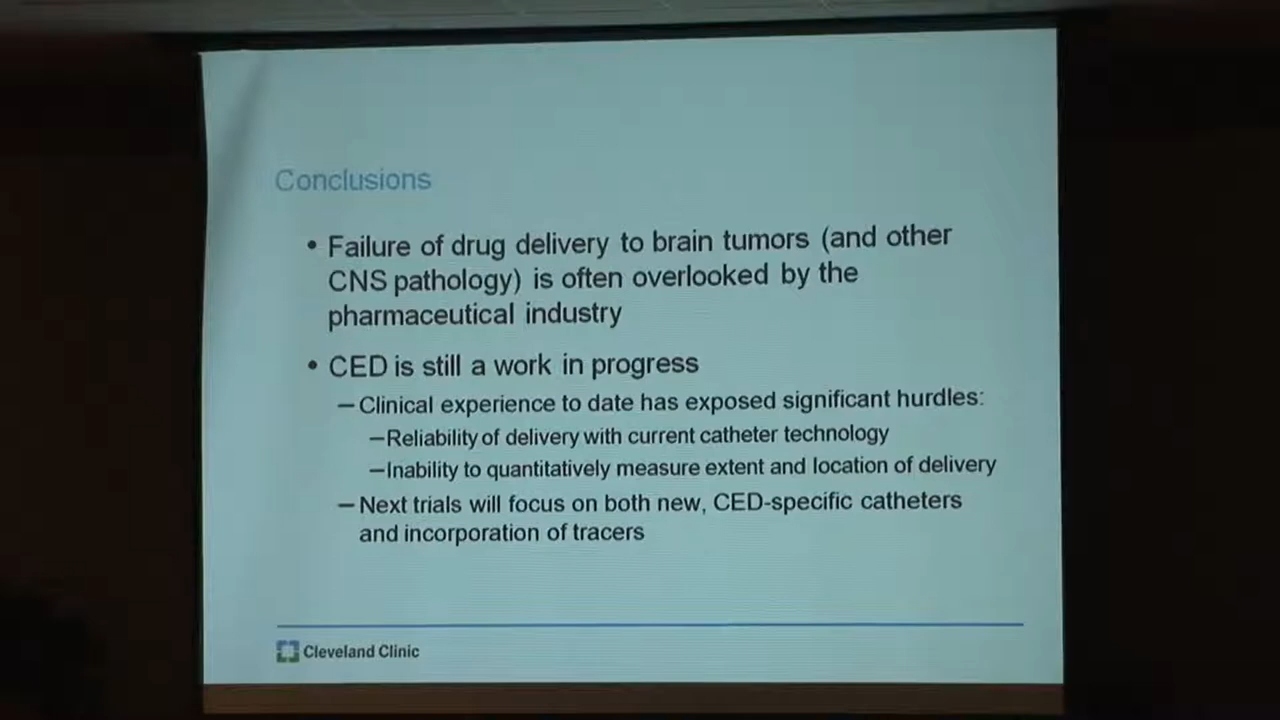 Conclusions
• Failure of drug delivery to brain tumors (and other
CNS pathology) is often overlooked by the
pharmaceutical industry
• CED is still a work in progress
– Clinical experience to date has exposed significant hurdles:
– Reliability of delivery with current catheter technology
– Inability to quantitatively measure extent and location of delivery
– Next trials will focus on both new, CED-specific catheters
and incorporation of tracers
Cleveland Clinic